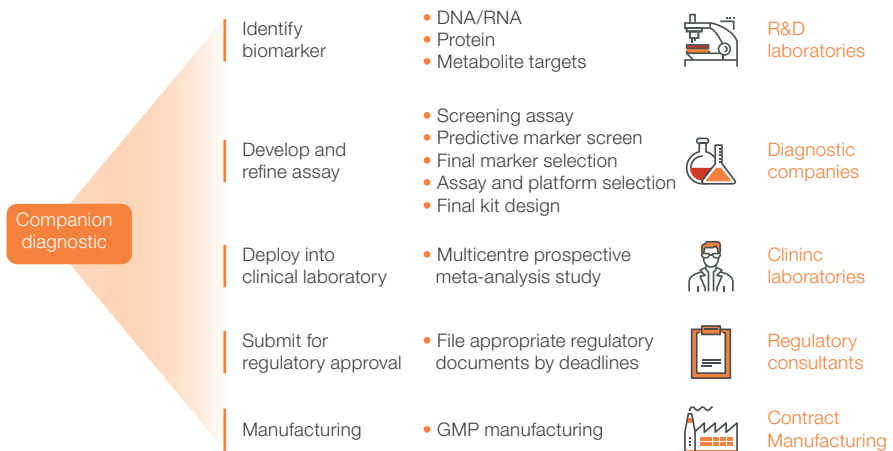 Companion
diagnostic
Identify
biomarker
• DNA/RNA
• Protein
• Metabolite targets
R&D
laboratories
Develop and
refine assay
• Screening assay
• Predictive marker screen
• Final marker selection
• Assay and platform selection
• Final kit design
Diagnostic
companies
Deploy into
clinical laboratory
• Multicentre prospective
meta-analysis study
Clininc
laboratories
Submit for
regulatory approval
• File appropriate regulatory
documents by deadlines
Regulatory
consultants
Manufacturing
• GMP manufacturing
Contract
Manufacturing